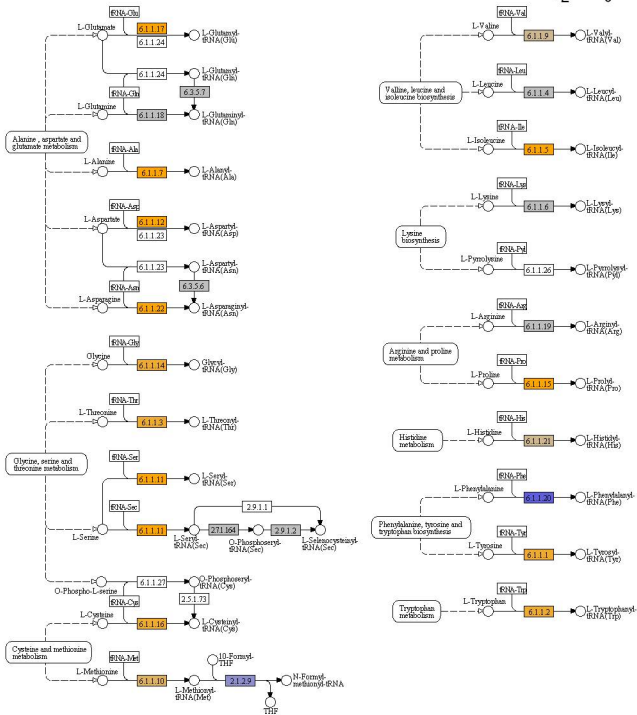 tRNA-Glu
L-Glutamate
6.1.1.17
6.1.1.24
L-Glutamyl-
tRNA(Glu)
6.1.1.24
L-Glutamyl-
tRNA(Gln)
tRNA-Gln
6.3.5.7
L-Glutamine
6.1.1.18
L-Glutaminyl-
tRNA(Gln)
Alanine, aspartate and
glutamate metabolism
tRNA-Ala
L-Alanine
6.1.1.7
L-Alanyl-
tRNA(Ala)
tRNA-Asp
L-Aspartate
6.1.1.12
6.1.1.23
L-Aspartyl-
tRNA(Asp)
6.1.1.23
L-Aspartyl-
tRNA(Asn)
tRNA-Asn
6.3.5.6
L-Asparagine
6.1.1.22
L-Asparaginyl-
tRNA(Asn)
tRNA-Gly
Glycine
6.1.1.14
Glycyl-
tRNA(Gly)
tRNA-Thr
L-Threonine
6.1.1.3
L-Threonyl-
tRNA(Thr)
Glycine, serine and
threonine metabolism
tRNA-Ser
6.1.1.11
L-Seryl-
tRNA(Ser)
tRNA-Sec
L-Serine
6.1.1.11
L-Seryl-
tRNA(Sec)
2.9.1.1
2.7.1.164
O-Phosphoseryl-
tRNA(Sec)
2.9.1.2
L-Selenocysteinyl
tRNA(Sec)
O-Phospho-L-serine
6.1.1.27
O-Phosphoseryl-
tRNA(Cys)
tRNA-Cys
2.5.1.73
L-Cysteine
6.1.1.16
L-Cysteinyl-
tRNA(Cys)
Cysteine and methionine
metabolism
tRNA-Met
L-Methionine
6.1.1.10
L-Methionyl-
tRNA(Met)
10-Formyl-
THF
2.1.2.9
N-Formyl-
methionyl-tRNA
THF
tRNA-Val
L-Valine
6.1.1.9
L-Valyl-
tRNA(Val)
tRNA-Leu
L-Leucine
6.1.1.4
L-Leucyl-
tRNA(Leu)
Valine, leucine and
isoleucine biosynthesis
tRNA-Ile
L-Isoleucine
6.1.1.5
L-Isoleucyl-
tRNA(Ile)
tRNA-Lys
L-Lysine
6.1.1.6
L-Lysyl-
tRNA(Lys)
Lysine
biosynthesis
tRNA-Pyl
L-Pyrrolysine
6.1.1.26
L-Pyrrolysyl-
tRNA(Pyl)
tRNA-Arg
L-Arginine
6.1.1.19
L-Arginyl-
tRNA(Arg)
Arginine and proline
metabolism
tRNA-Pro
L-Proline
6.1.1.15
L-Prolyl-
tRNA(Pro)
tRNA-His
Histidine
metabolism
L-Histidine
6.1.1.21
L-Histidyl-
tRNA(His)
tRNA-Phe
L-Phenylalanine
6.1.1.20
L-Phenylalanyl-
tRNA(Phe)
Phenylalanine, tyrosine and
tryptophan biosynthesis
tRNA-Tyr
L-Tyrosine
6.1.1.1
L-Tyrosyl-
tRNA(Tyr)
tRNA-Trp
Tryptophan
metabolism
L-Tryptophan
6.1.1.2
L-Tryptophanyl-
tRNA(Trp)